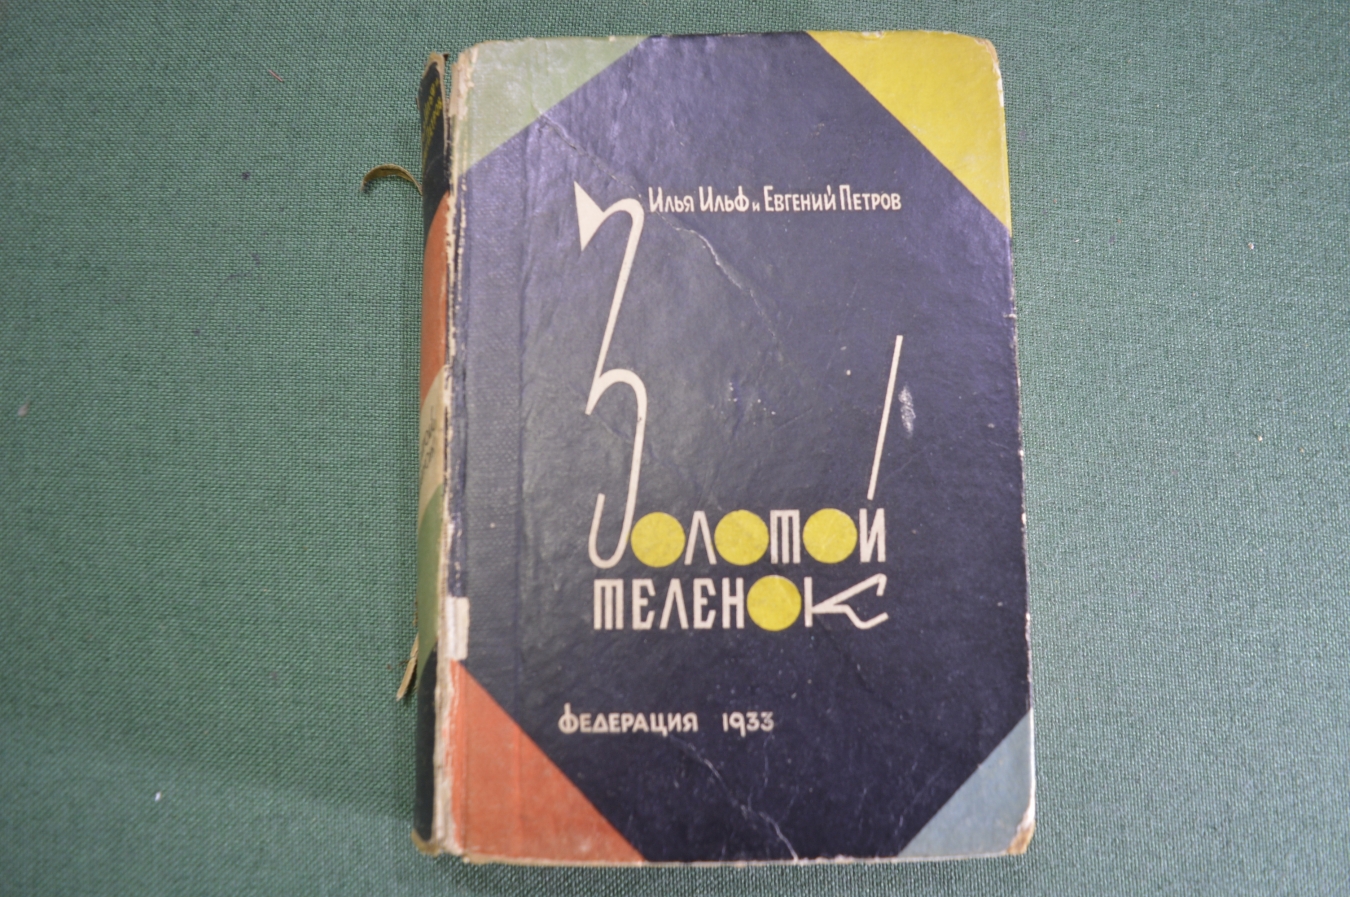 Илья Ильф и Евгений Петров
Золотой
теленок
Федерация 1933